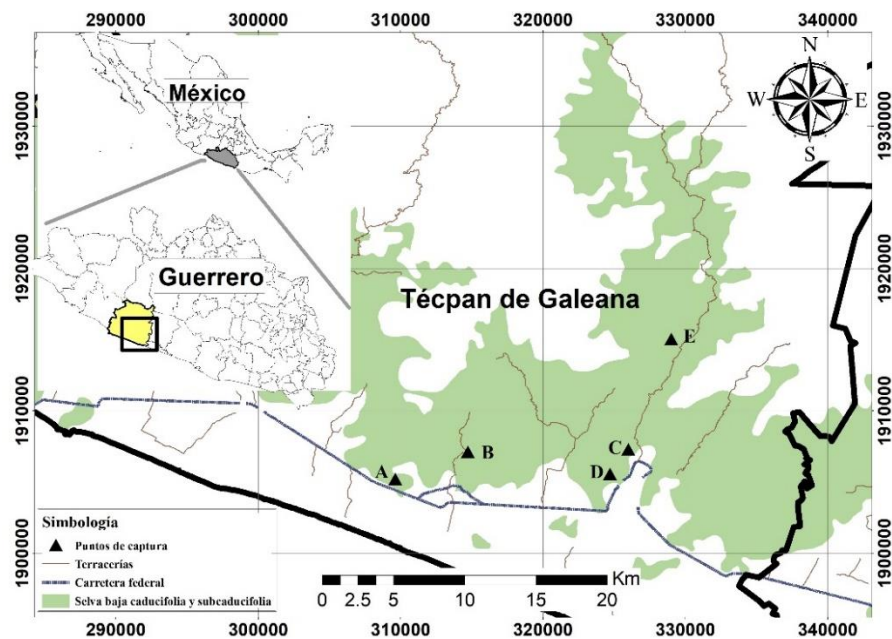 290000 300000 310000 320000 330000 340000
N
W E
S
México
1930000 1930000
Guerrero
1920000 1920000
Técpan de Galeana
E
1910000 1910000
A B C D
Simbología
Puntos de captura
Terracerías
Carretera federal
Selva baja caducifolia y subcaducifolia
1900000 1900000
0 2.5 5 10 15 20 Km
290000 300000 310000 320000 330000 340000